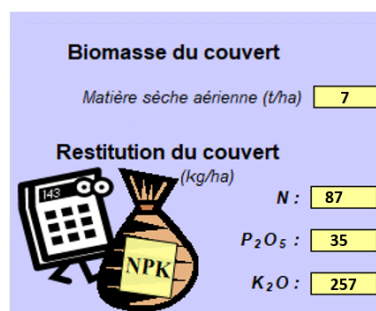 Biomasse du couvert
Matière sèche aérienne (t/ha) 7
Restitution du couvert
(kg/ha)
143
N : 87
P₂O₅ : 35
NPK
K₂O : 257